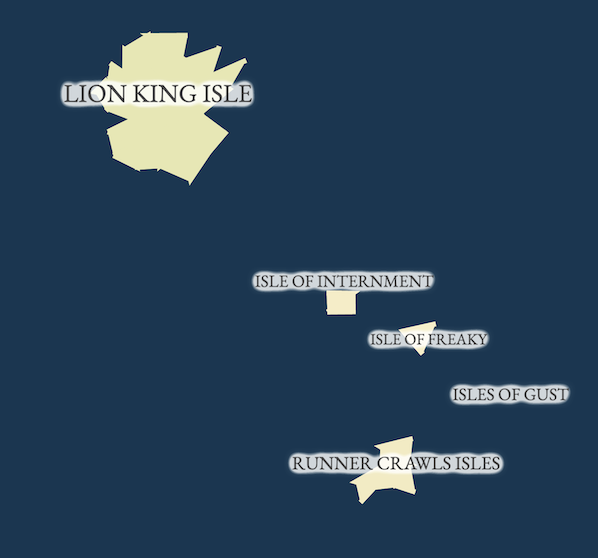 LION KING ISLE
ISLE OF INTERNMENT
ISLE OF FREAKY
ISLES OF GUST
RUNNER CRAWLS ISLES